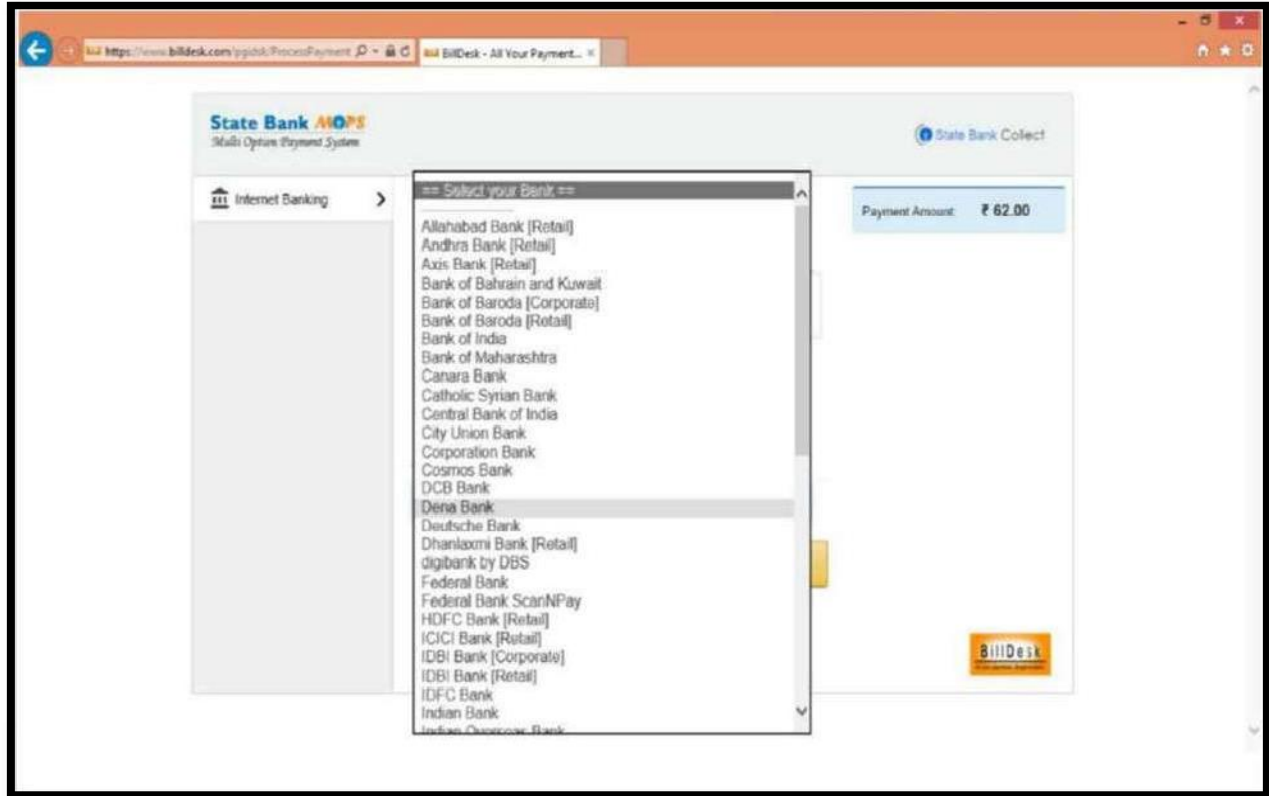 https://www.billdesk.com/pgidsk/ProcessPayment
BillDesk - All Your Payment...
State Bank MOPS
Multi Option Payment System
State Bank Collect
Internet Banking
== Select your Bank ==
Allahabad Bank [Retail]
Andhra Bank [Retail]
Axis Bank [Retail]
Bank of Bahrain and Kuwait
Bank of Baroda [Corporate]
Bank of Baroda [Retail]
Bank of India
Bank of Maharashtra
Canara Bank
Catholic Syrian Bank
Central Bank of India
City Union Bank
Corporation Bank
Cosmos Bank
DCB Bank
Dena Bank
Deutsche Bank
Dhanlaxmi Bank [Retail]
digibank by DBS
Federal Bank
Federal Bank ScanNPay
HDFC Bank [Retail]
ICICI Bank [Retail]
IDBI Bank [Corporate]
IDBI Bank [Retail]
IDFC Bank
Indian Bank
Indian Overseas Bank
Payment Amount: ₹ 62.00
BillDesk